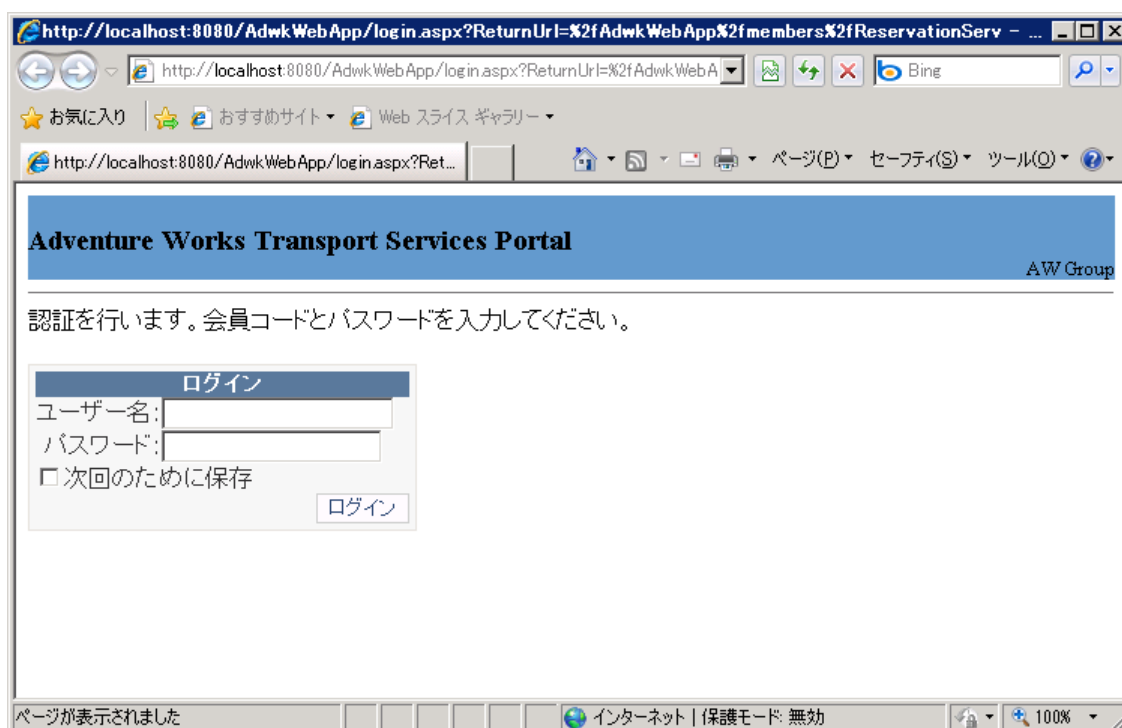 http://localhost:8080/AdwkWebApp/login.aspx?ReturnUrl=%2fAdwkWebApp%2fmembers%2fReservationServ - ...
http://localhost:8080/AdwkWebApp/login.aspx?ReturnUrl=%2fAdwkWebA
Bing
お気に入り
おすすめサイト
Web スライス ギャラリー
http://localhost:8080/AdwkWebApp/login.aspx?Ret...
ページ(P)
セーフティ(S)
ツール(O)
Adventure Works Transport Services Portal
AW Group
認証を行います。会員コードとパスワードを入力してください。
ログイン
ユーザー名:
パスワード:
次回のために保存
ログイン
ページが表示されました
インターネット | 保護モード: 無効
100%